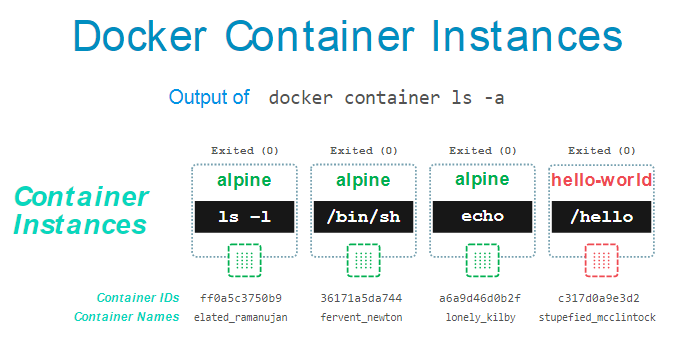 Docker Container Instances
Output of docker container ls -a
Exited (0) Exited (0) Exited (0) Exited (0)
alpine alpine alpine hello-world
Container Instances
ls -l /bin/sh echo /hello
Container IDs ff0a5c3750b9 36171a5da744 a6a9d46d0b2f c317d0a9e3d2
Container Names elated_ramanujan fervent_newton lonely_kilby stupefied_mcclintock